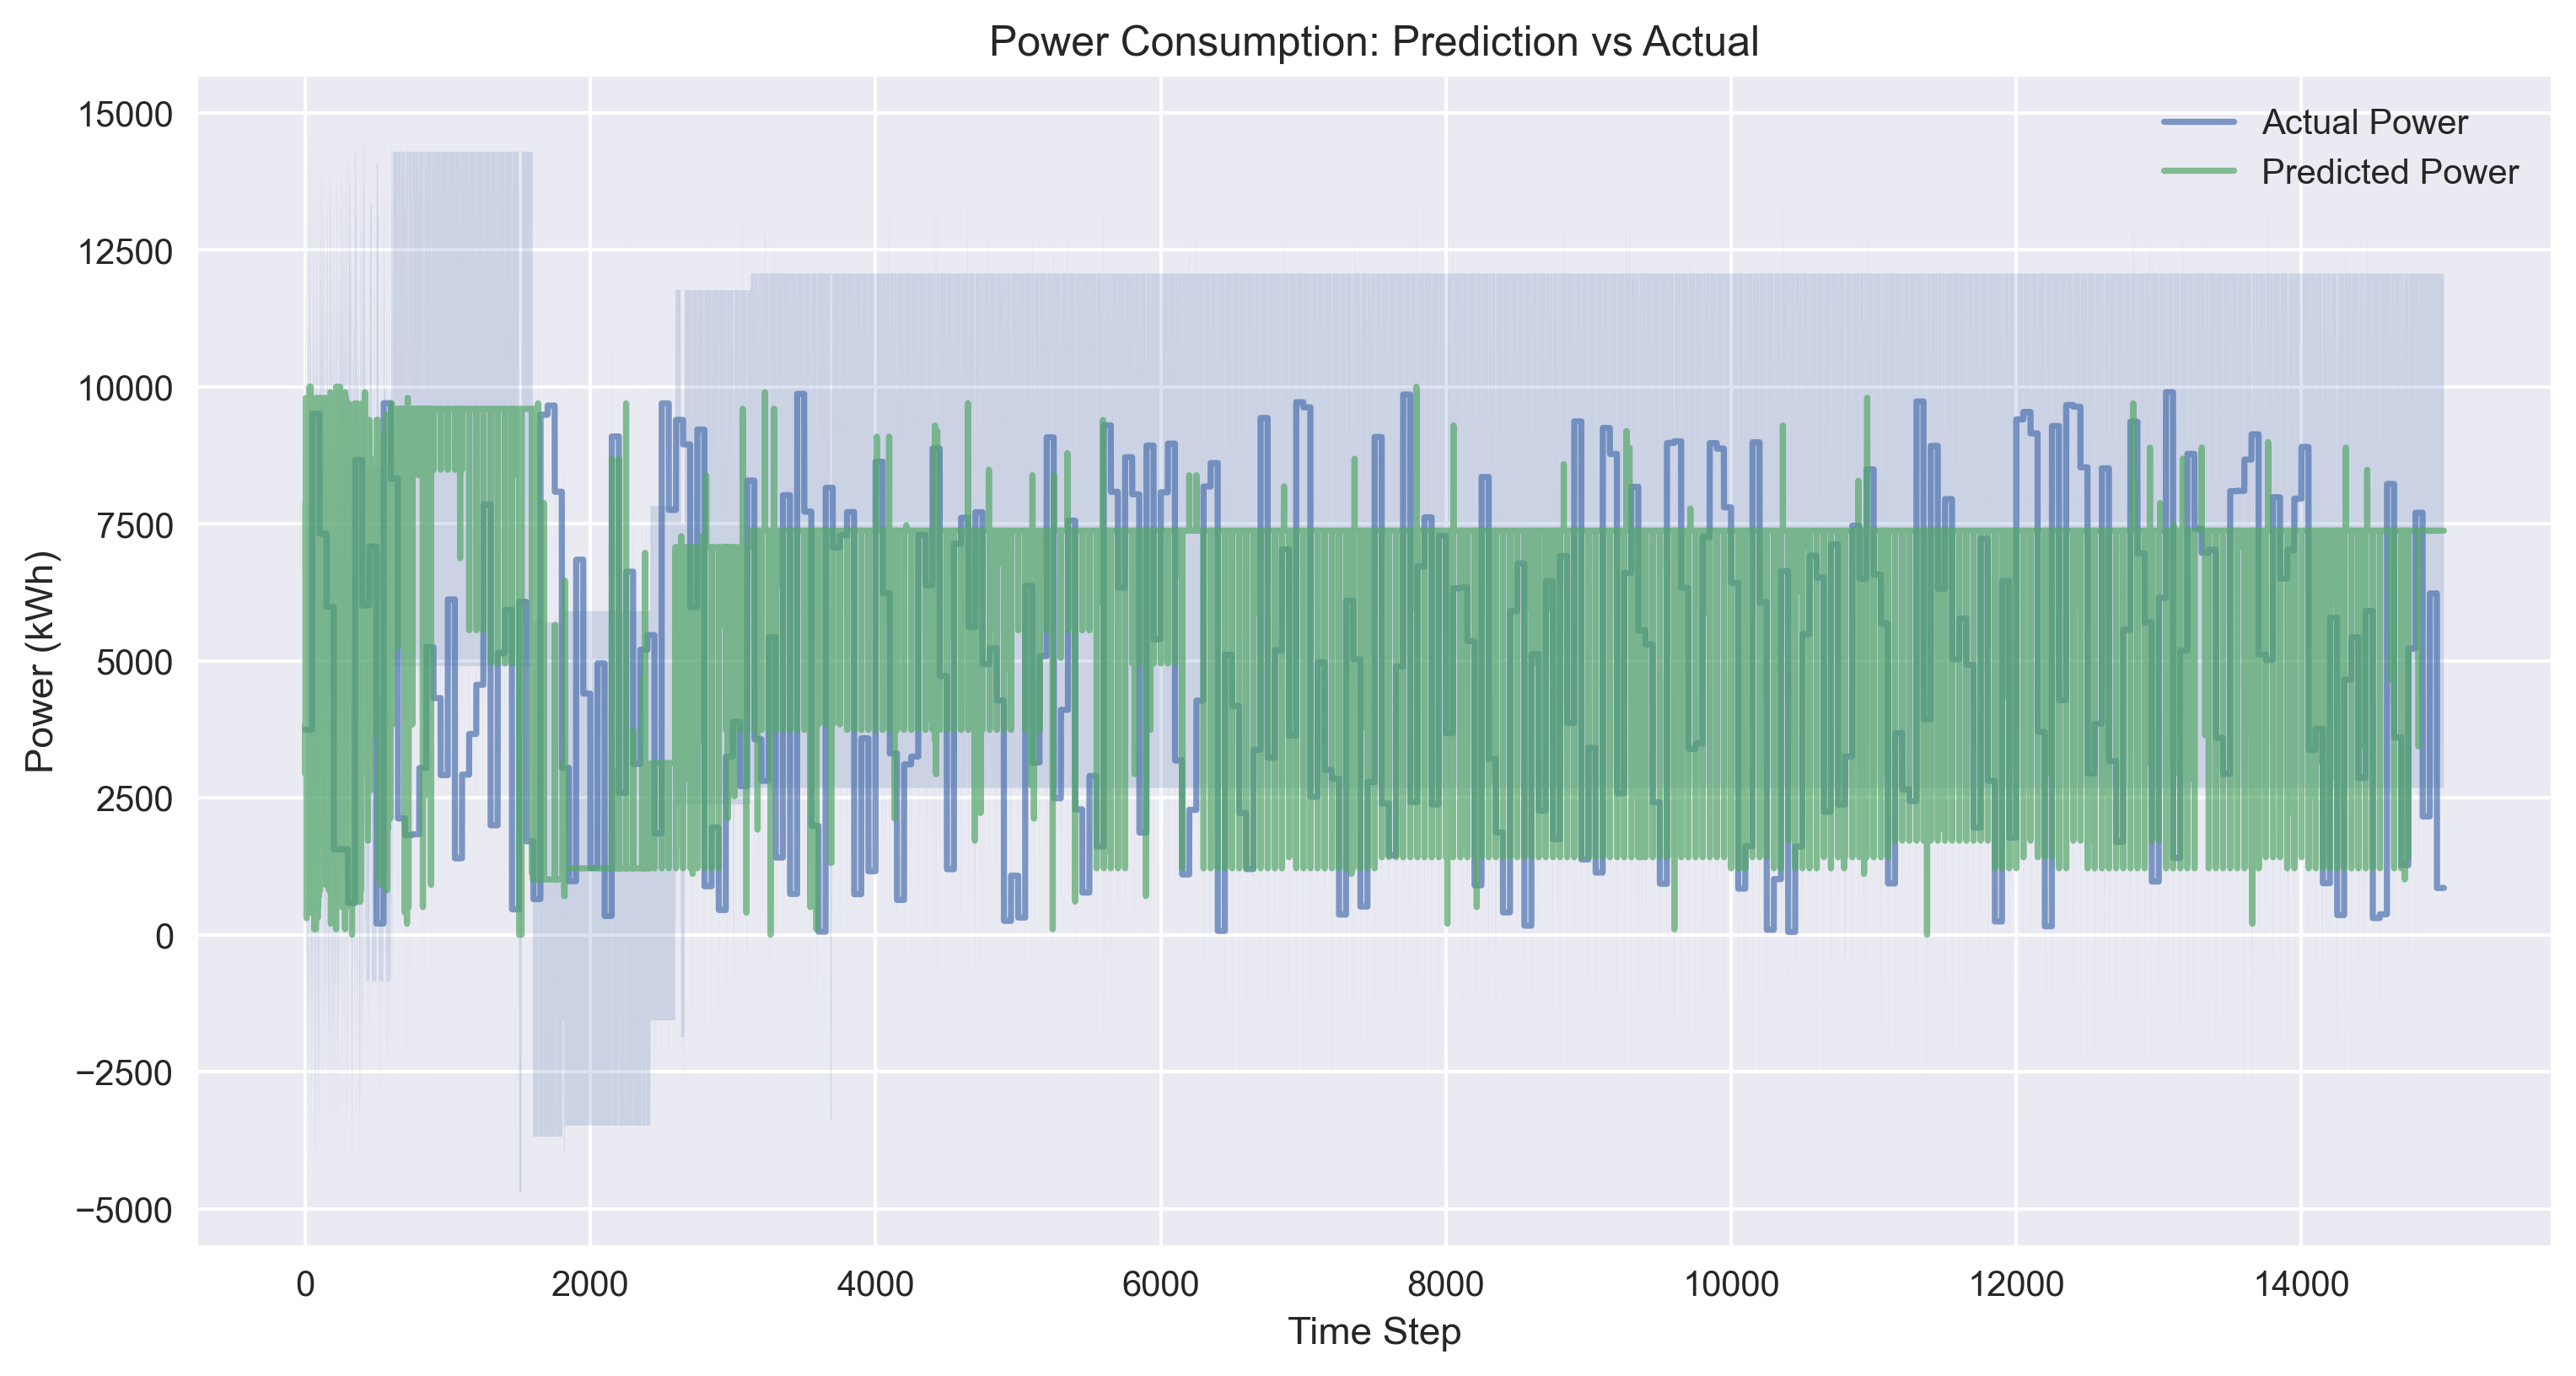 Power Consumption: Prediction vs Actual
15000
12500
10000
7500
5000
2500
0
−2500
−5000
Power (kWh)
Actual Power
Predicted Power
0 2000 4000 6000 8000 10000 12000 14000
Time Step